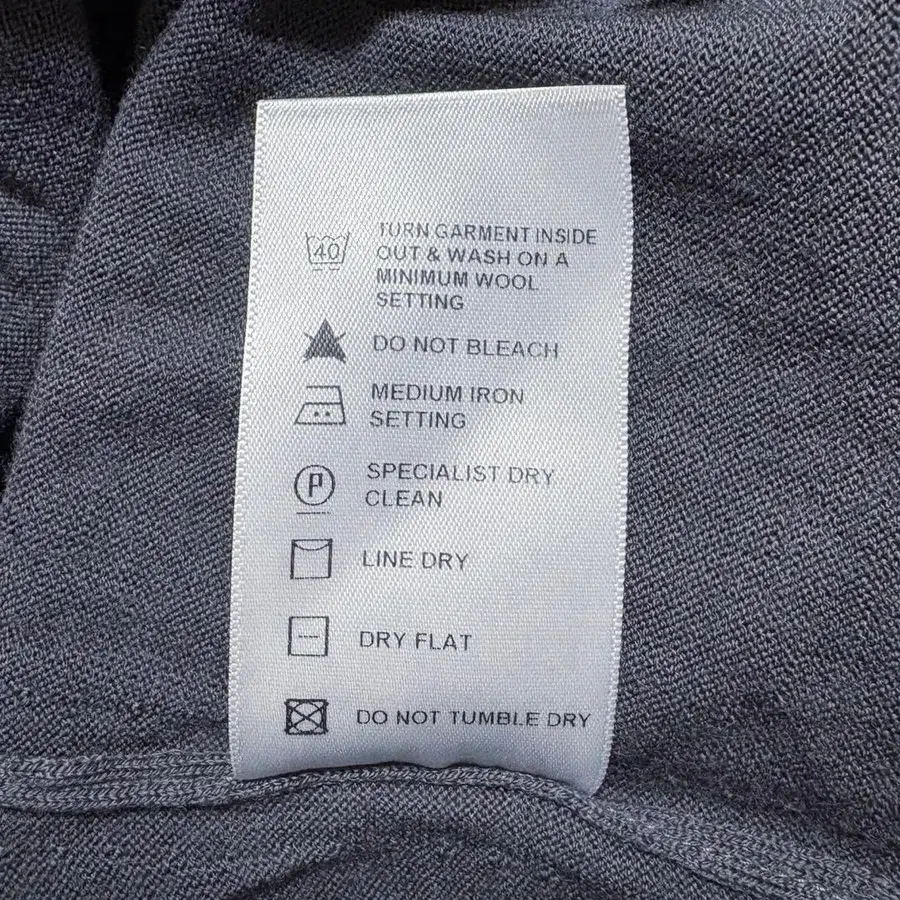 40
TURN GARMENT INSIDE
OUT & WASH ON A
MINIMUM WOOL
SETTING
DO NOT BLEACH
MEDIUM IRON
SETTING
P
SPECIALIST DRY
CLEAN
LINE DRY
DRY FLAT
DO NOT TUMBLE DRY